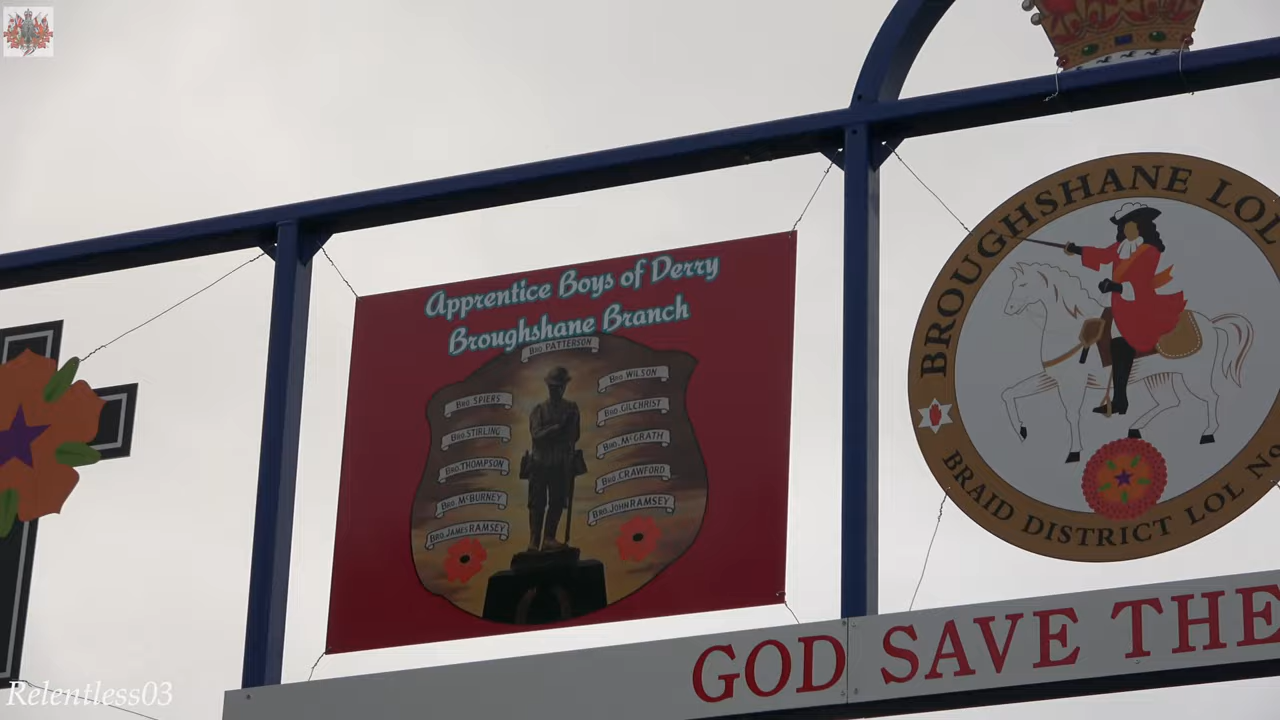 Apprentice Boys of Derry
Broughshane Branch
BRO. PATTERSON
BRO. SPIERS
BRO. STIRLING
BRO. THOMPSON
BRO. McBURNEY
BRO. JAMES RAMSEY
BRO. WILSON
BRO. GILCHRIST
BRO. McGRATH
BRO. CRAWFORD
BRO. JOHN RAMSEY
BROUGHSHANE LOL
BRAID DISTRICT LOL No
GOD SAVE THE
Relentless03